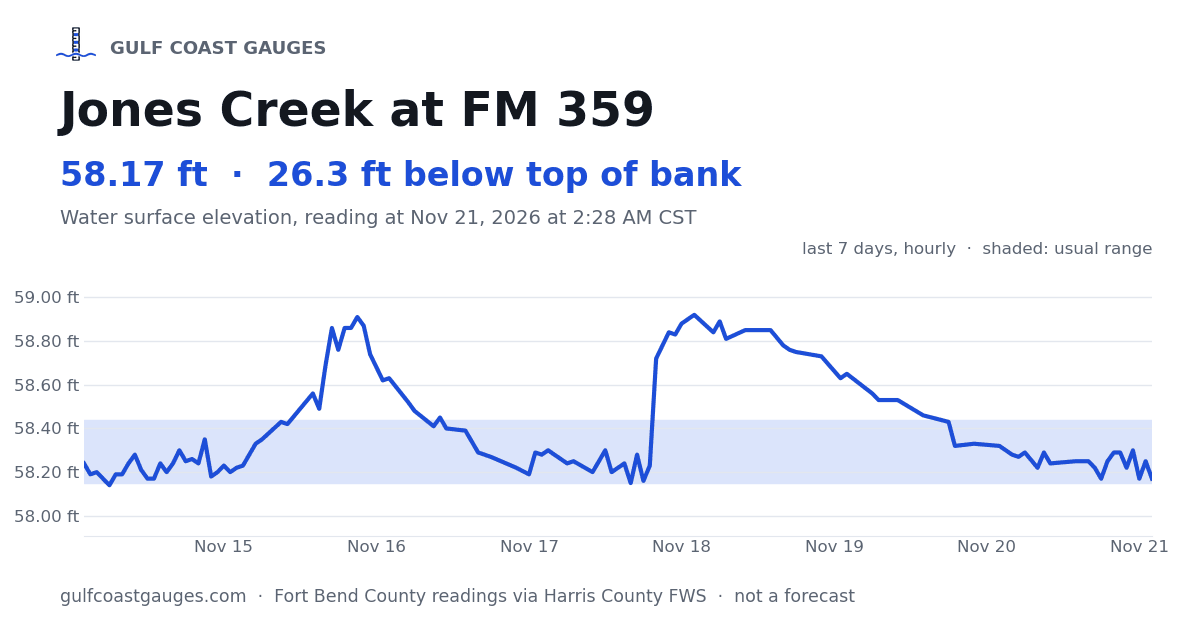 GULF COAST GAUGES
Jones Creek at FM 359
58.17 ft · 26.3 ft below top of bank
Water surface elevation, reading at Nov 21, 2026 at 2:28 AM CST
last 7 days, hourly · shaded: usual range
59.00 ft
58.80 ft
58.60 ft
58.40 ft
58.20 ft
58.00 ft
Nov 15 Nov 16 Nov 17 Nov 18 Nov 19 Nov 20 Nov 21
gulfcoastgauges.com · Fort Bend County readings via Harris County FWS · not a forecast